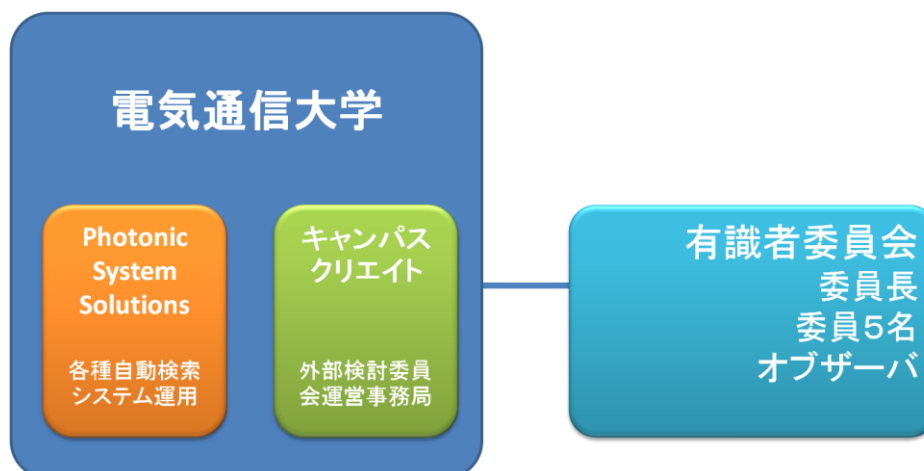 電気通信大学
Photonic
System
Solutions
各種自動検索
システム運用
キャンパス
クリエイト
外部検討委員
会運営事務局
有識者委員会
委員長
委員5名
オブザーバ